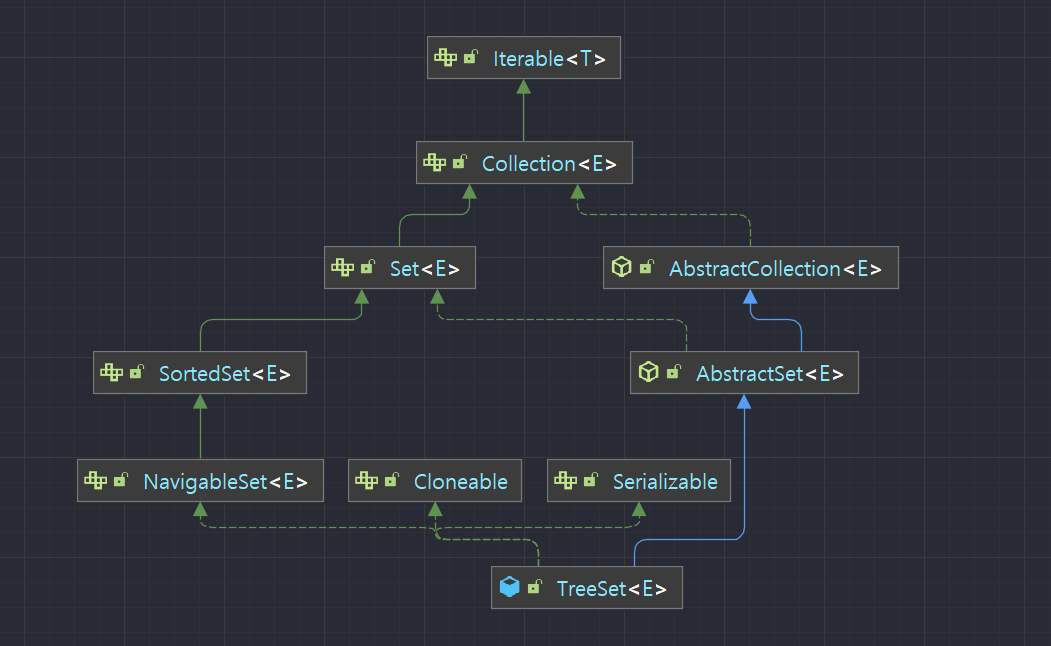 Iterable<T>
Collection<E>
Set<E>
AbstractCollection<E>
SortedSet<E>
AbstractSet<E>
NavigableSet<E>
Cloneable
Serializable
TreeSet<E>